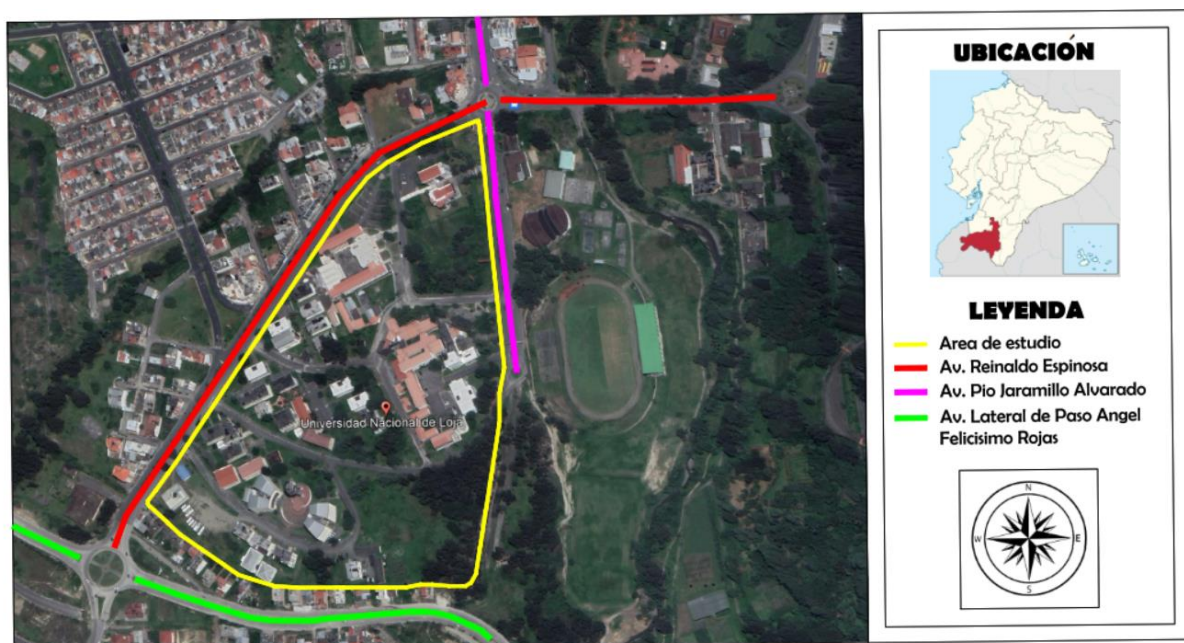 Universidad Nacional de Loja
UBICACIÓN
LEYENDA
Area de estudio
Av. Reinaldo Espinosa
Av. Pio Jaramillo Alvarado
Av. Lateral de Paso Angel
Felicisimo Rojas
N
W
E
S